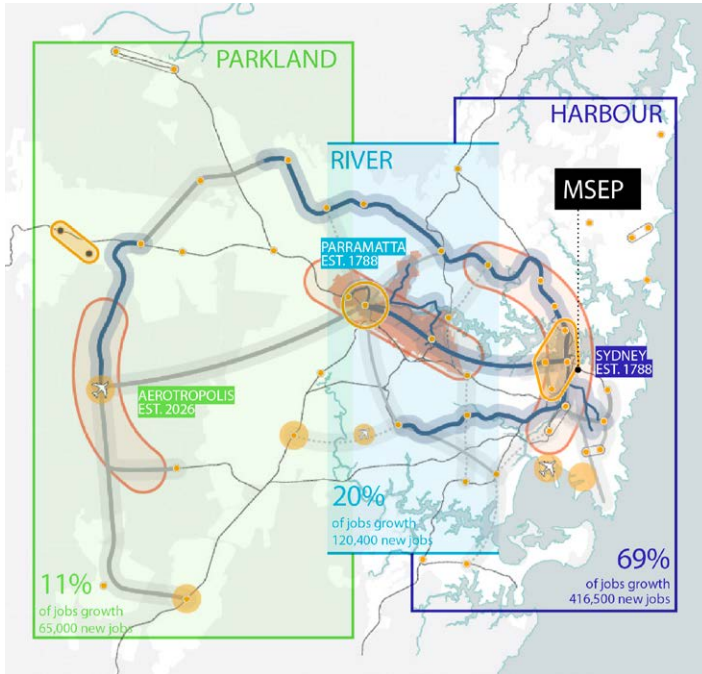 PARKLAND
HARBOUR
RIVER
MSEP
PARRAMATTA
EST. 1788
SYDNEY
EST. 1788
AEROTROPOLIS
EST. 2026
20%
of jobs growth
120,400 new jobs
69%
of jobs growth
416,500 new jobs
11%
of jobs growth
65,000 new jobs